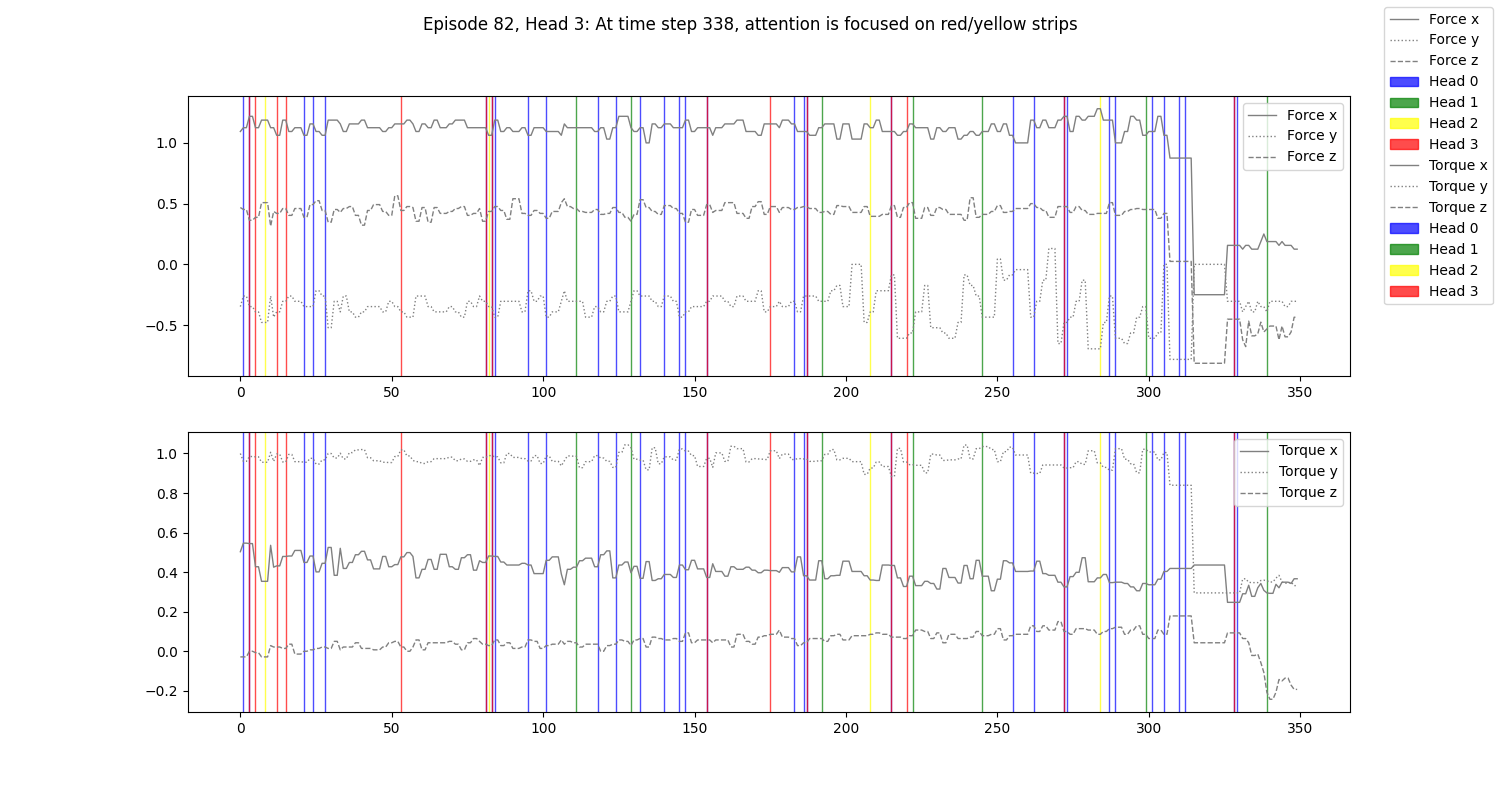 Episode 82, Head 3: At time step 338, attention is focused on red/yellow strips
Force x
Force y
Force z
Head 0
Head 1
Head 2
Head 3
Torque x
Torque y
Torque z
Head 0
Head 1
Head 2
Head 3
Force x
Force y
Force z
1.0
0.5
0.0
−0.5
0 50 100 150 200 250 300 350
Torque x
Torque y
Torque z
1.0
0.8
0.6
0.4
0.2
0.0
−0.2
0 50 100 150 200 250 300 350